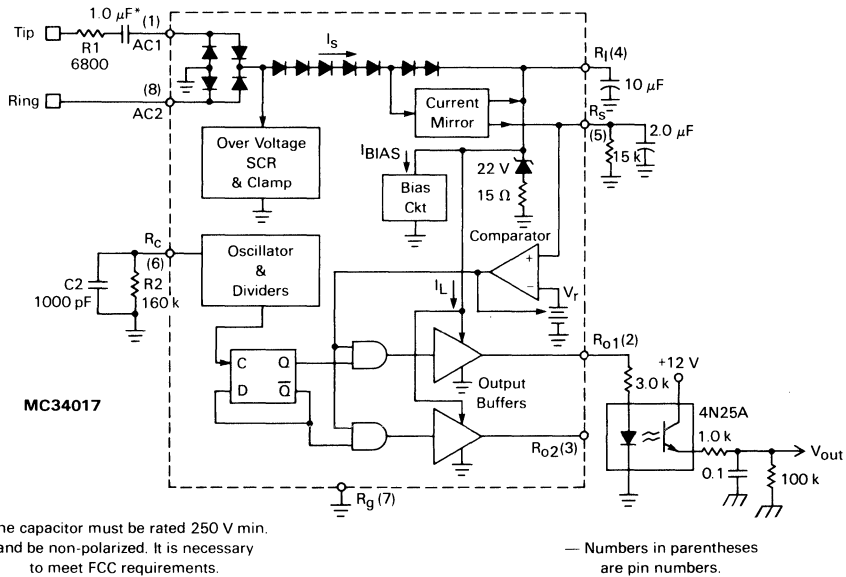 Tip
1.0 µF* (1)
R1
6800
AC1
Ring
(8)
AC2
I_S
R_I(4)
10 µF
Current
Mirror
R_s
(5)
2.0 µF
15 k
Over Voltage
SCR
& Clamp
I_BIAS
Bias
Ckt
22 V
15 Ω
R_c
(6)
C2
1000 pF
R2
160 k
Oscillator
&
Dividers
Comparator
+
−
V_r
I_L
C Q
D Q̅
Output
Buffers
R_o1(2)
3.0 k
+12 V
4N25A
1.0 k
V_out
0.1
100 k
R_o2(3)
MC34017
R_g (7)
ne capacitor must be rated 250 V min.
and be non-polarized. It is necessary
to meet FCC requirements.
— Numbers in parentheses
are pin numbers.